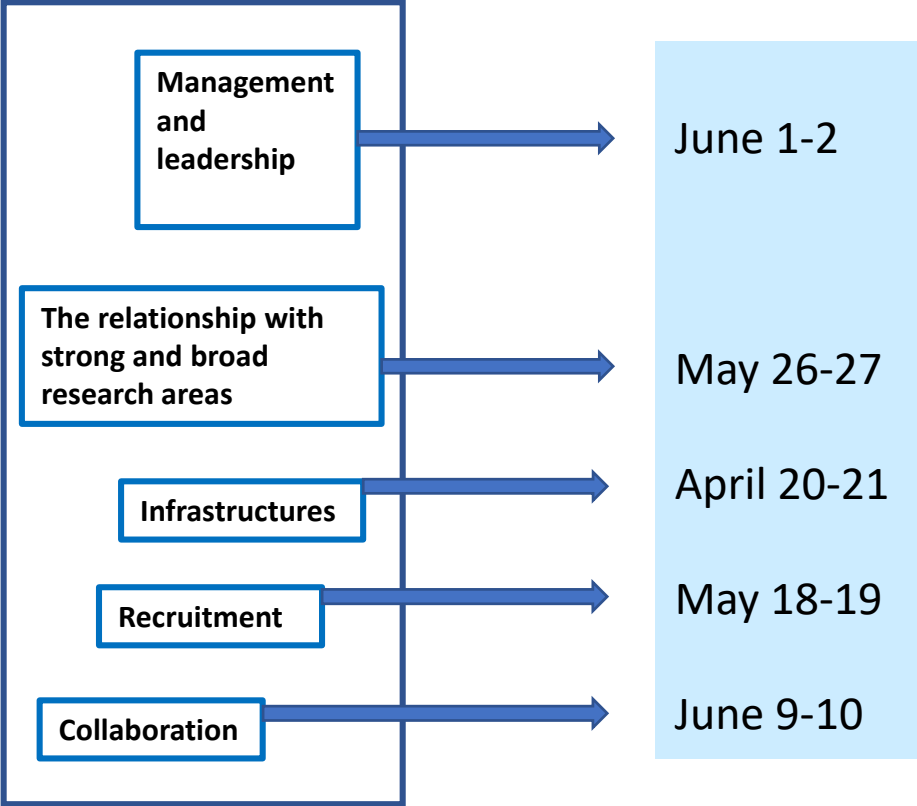 Management
and
leadership
June 1-2
The relationship with
strong and broad
research areas
May 26-27
Infrastructures
April 20-21
Recruitment
May 18-19
Collaboration
June 9-10